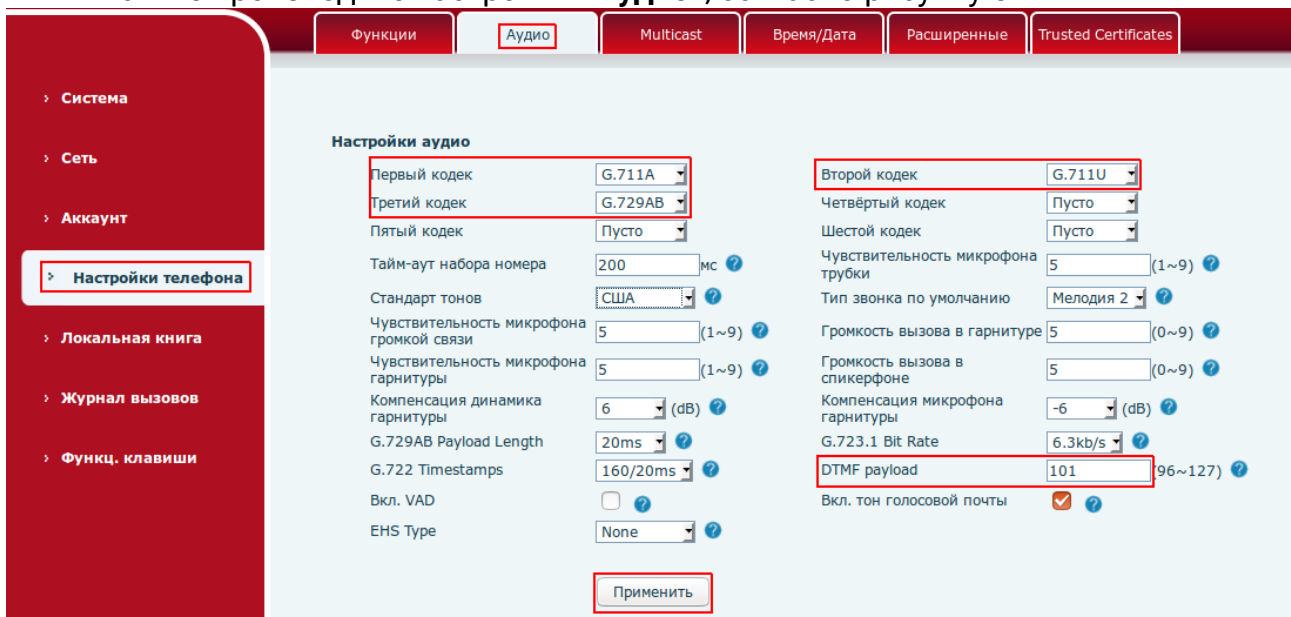 Функции Аудио Multicast Время/Дата Расширенные Trusted Certificates
Система
Сеть
Аккаунт
Настройки телефона
Локальная книга
Журнал вызовов
Функц. клавиши
Настройки аудио
Первый кодек G.711A Второй кодек G.711U
Третий кодек G.729AB Четвёртый кодек Пусто
Пятый кодек Пусто Шестой кодек Пусто
Тайм-аут набора номера 200 мс ? Чувствительность микрофона трубки 5 (1~9) ?
Стандарт тонов США ? Тип звонка по умолчанию Мелодия 2 ?
Чувствительность микрофона громкой связи 5 (1~9) ? Громкость вызова в гарнитуре 5 (0~9) ?
Чувствительность микрофона гарнитуры 5 (1~9) ? Громкость вызова в спикерфоне 5 (0~9) ?
Компенсация динамика гарнитуры 6 (dB) ? Компенсация микрофона гарнитуры -6 (dB) ?
G.729AB Payload Length 20ms ? G.723.1 Bit Rate 6.3kb/s ?
G.722 Timestamps 160/20ms ? DTMF payload 101 (96~127) ?
Вкл. VAD ? Вкл. тон голосовой почты ?
EHS Type None ?
Применить